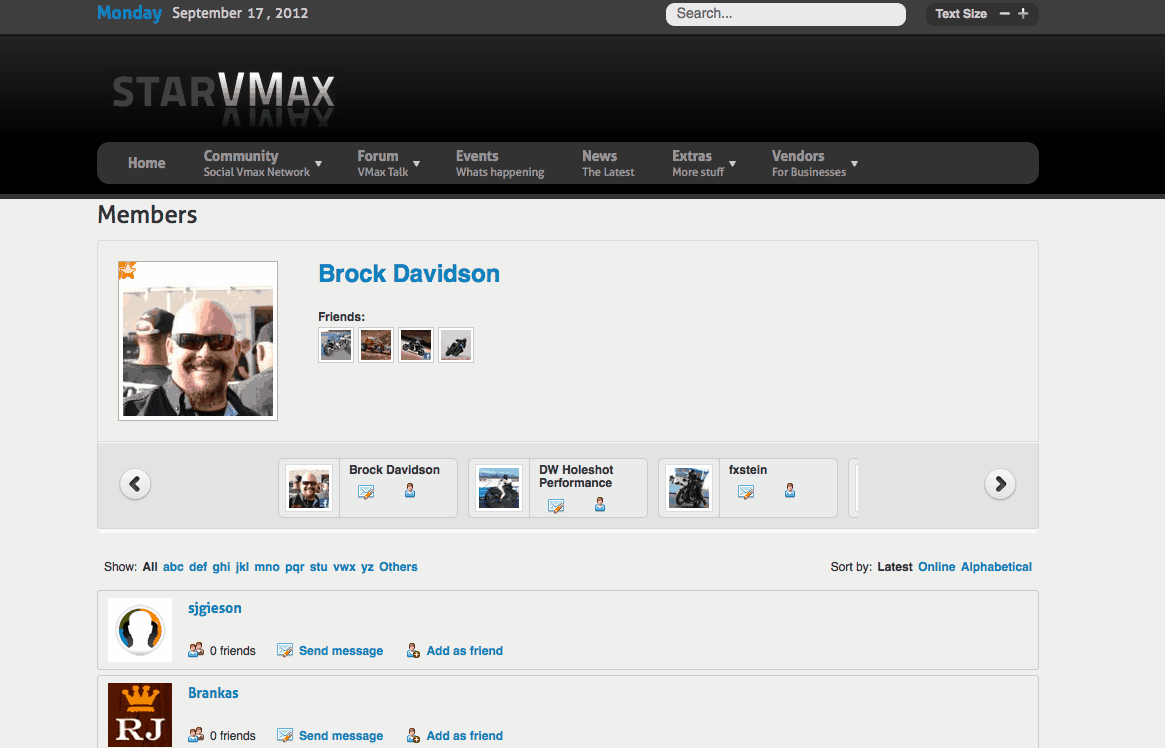 Monday September 17 , 2012
Search...
Text Size − +
STARVMAX
Home
Community
Social Vmax Network
Forum
VMax Talk
Events
Whats happening
News
The Latest
Extras
More stuff
Vendors
For Businesses
Members
Brock Davidson
Friends:
Brock Davidson
DW Holeshot
Performance
fxstein
Show: All abc def ghi jkl mno pqr stu vwx yz Others
Sort by: Latest Online Alphabetical
sjgieson
0 friends Send message Add as friend
Brankas
RJ
0 friends Send message Add as friend